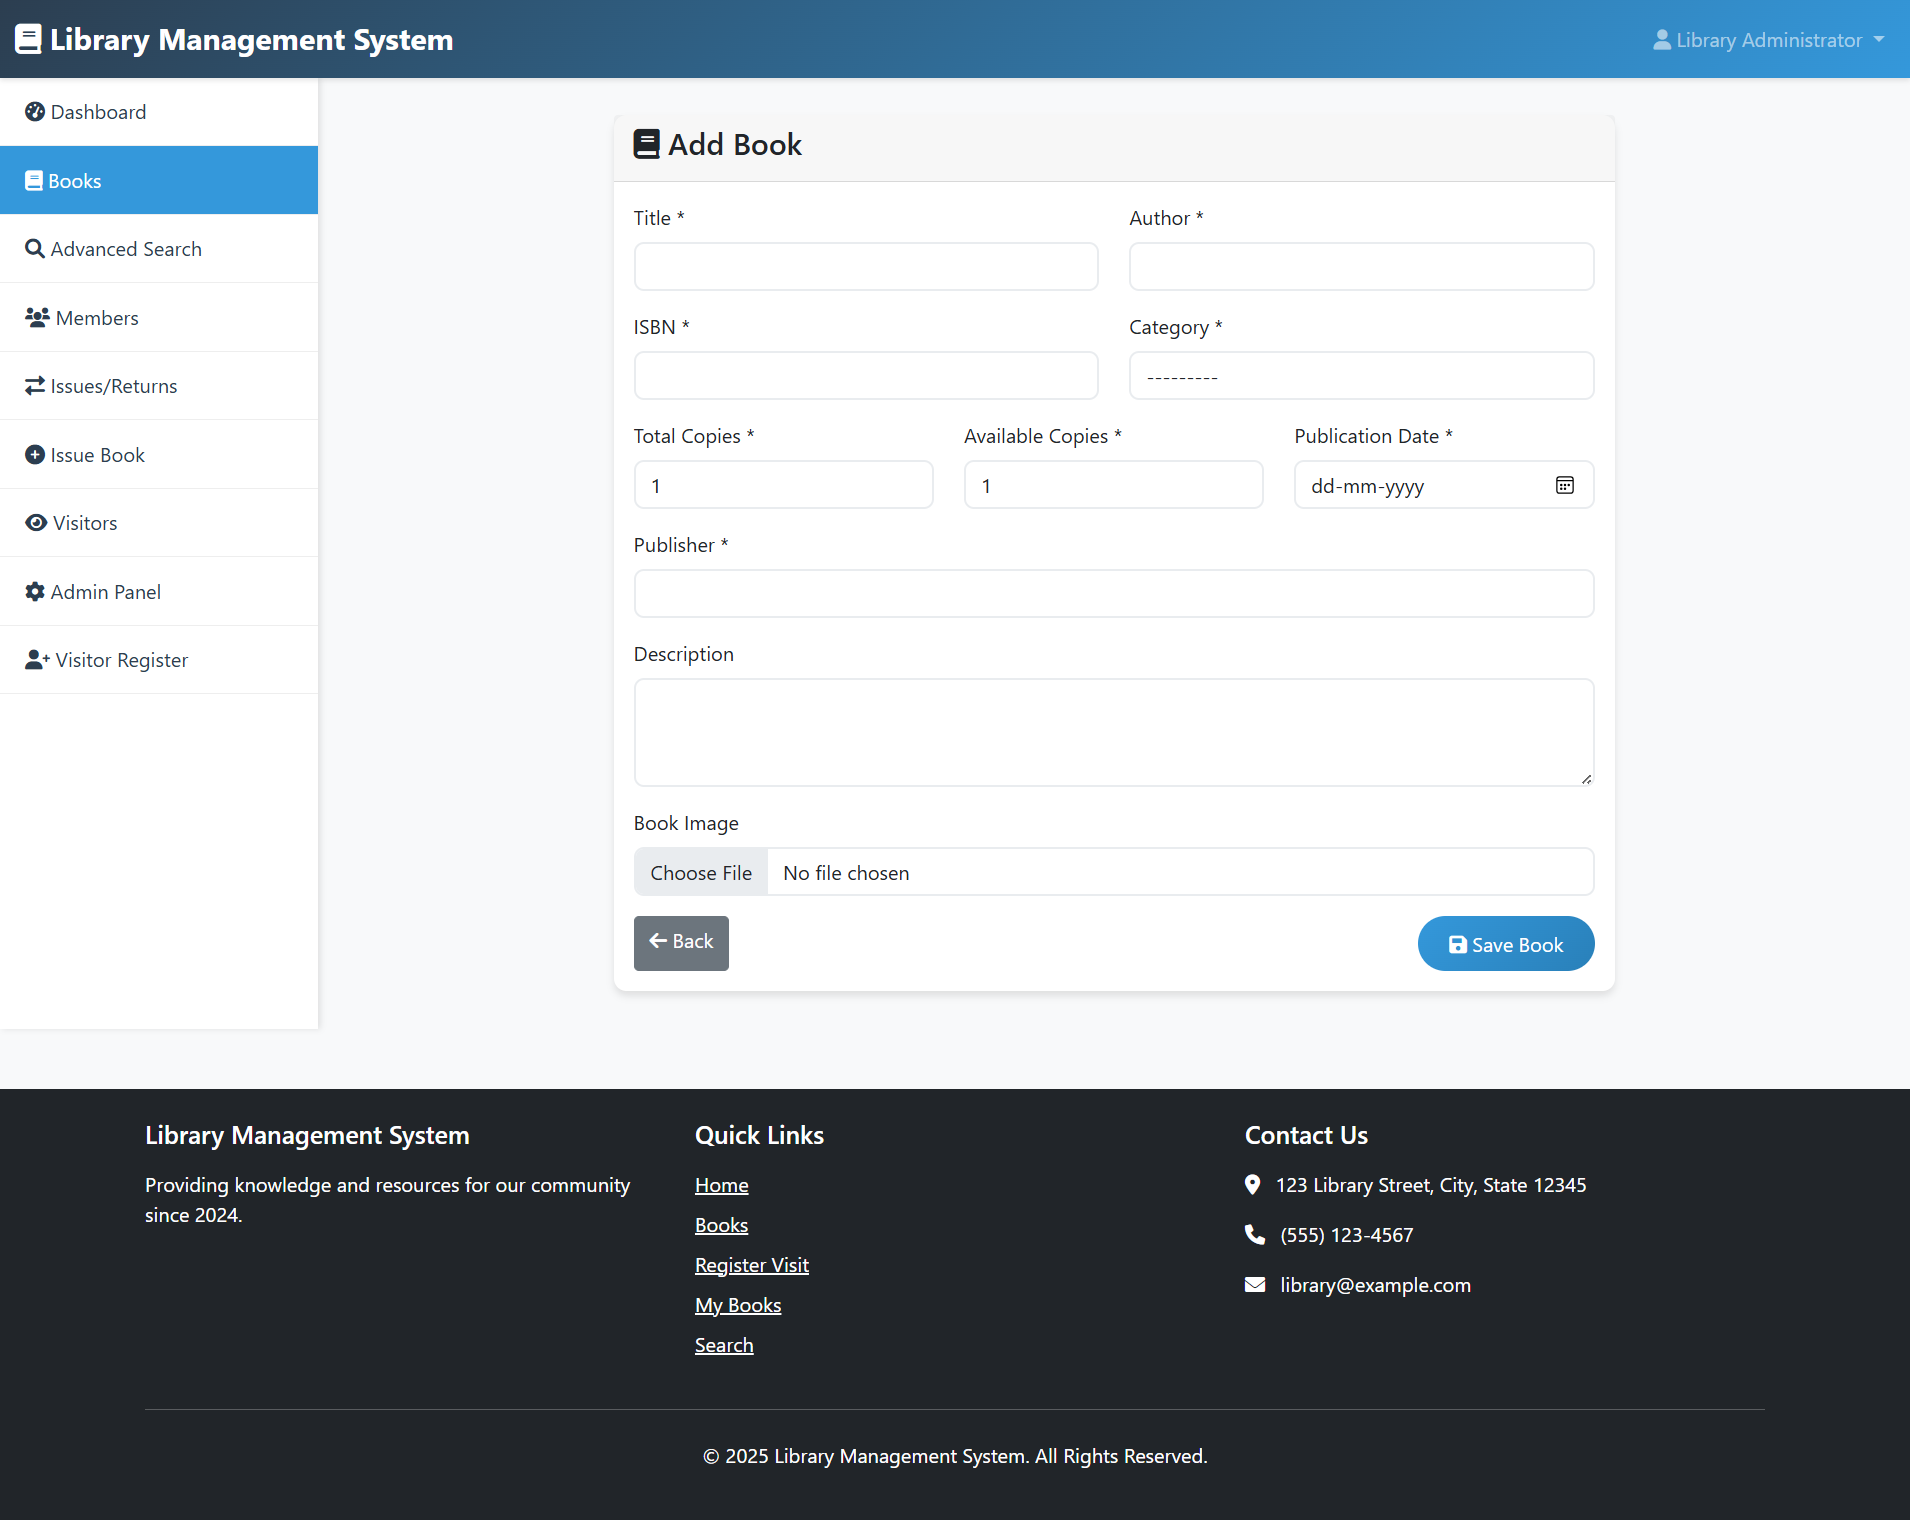 Library Management System
Library Administrator
Dashboard
Books
Advanced Search
Members
Issues/Returns
Issue Book
Visitors
Admin Panel
Visitor Register
Add Book
Title *
Author *
ISBN *
Category *
---------
Total Copies *
Available Copies *
Publication Date *
1
1
dd-mm-yyyy
Publisher *
Description
Book Image
Choose File
No file chosen
Back
Save Book
Library Management System
Providing knowledge and resources for our community
since 2024.
Quick Links
Home
Books
Register Visit
My Books
Search
Contact Us
123 Library Street, City, State 12345
(555) 123-4567
library@example.com
© 2025 Library Management System. All Rights Reserved.